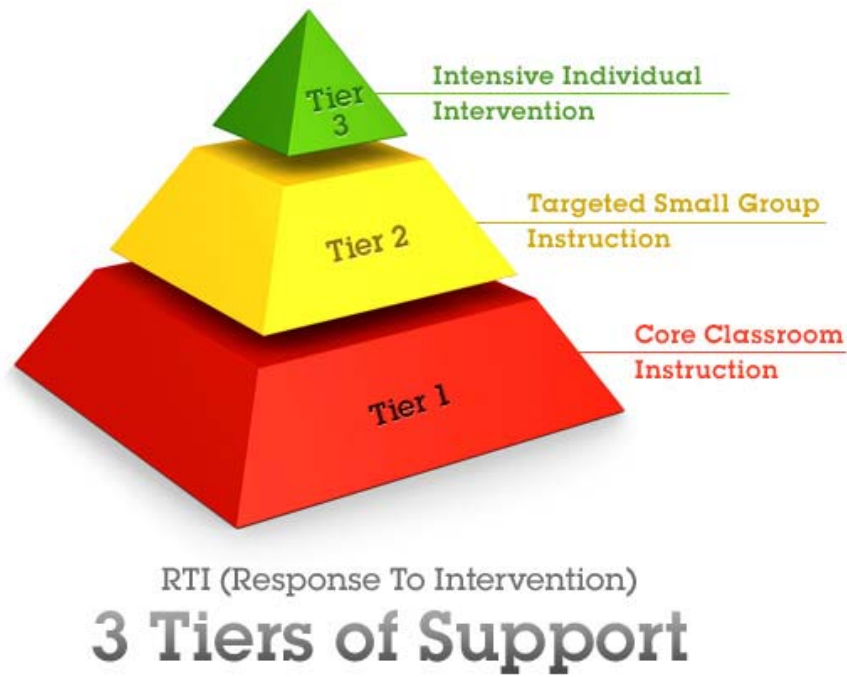 Tier
3
Intensive Individual
Intervention
Tier 2
Targeted Small Group
Instruction
Tier 1
Core Classroom
Instruction
RTI (Response To Intervention)
3 Tiers of Support